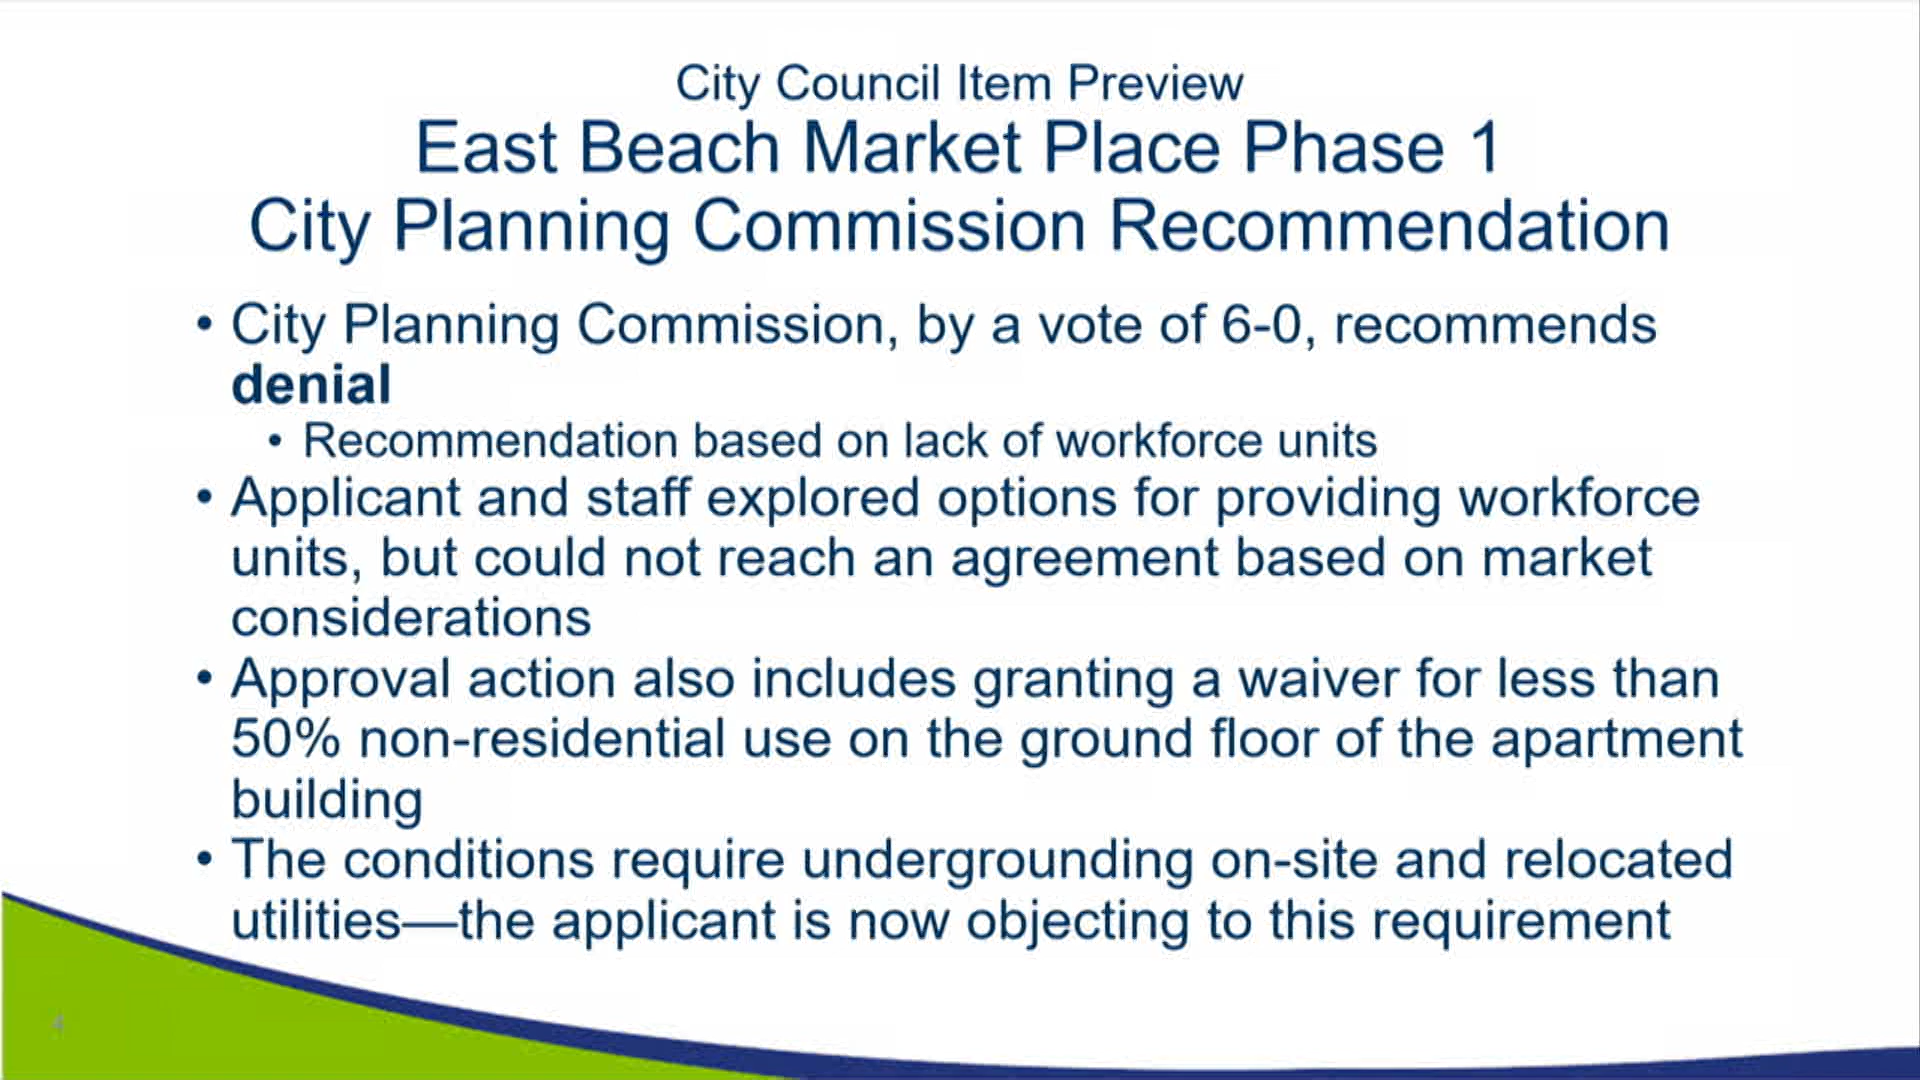 City Council Item Preview
East Beach Market Place Phase 1
City Planning Commission Recommendation
• City Planning Commission, by a vote of 6-0, recommends
denial
• Recommendation based on lack of workforce units
• Applicant and staff explored options for providing workforce
units, but could not reach an agreement based on market
considerations
• Approval action also includes granting a waiver for less than
50% non-residential use on the ground floor of the apartment
building
• The conditions require undergrounding on-site and relocated
utilities—the applicant is now objecting to this requirement
4